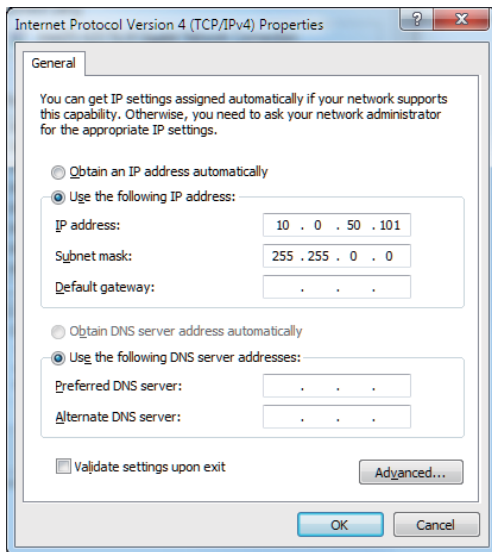 Internet Protocol Version 4 (TCP/IPv4) Properties
General
You can get IP settings assigned automatically if your network supports
this capability. Otherwise, you need to ask your network administrator
for the appropriate IP settings.
Obtain an IP address automatically
Use the following IP address:
IP address: 10 . 0 . 50 . 101
Subnet mask: 255 . 255 . 0 . 0
Default gateway: . . .
Obtain DNS server address automatically
Use the following DNS server addresses:
Preferred DNS server: . . .
Alternate DNS server: . . .
Validate settings upon exit
Advanced...
OK Cancel